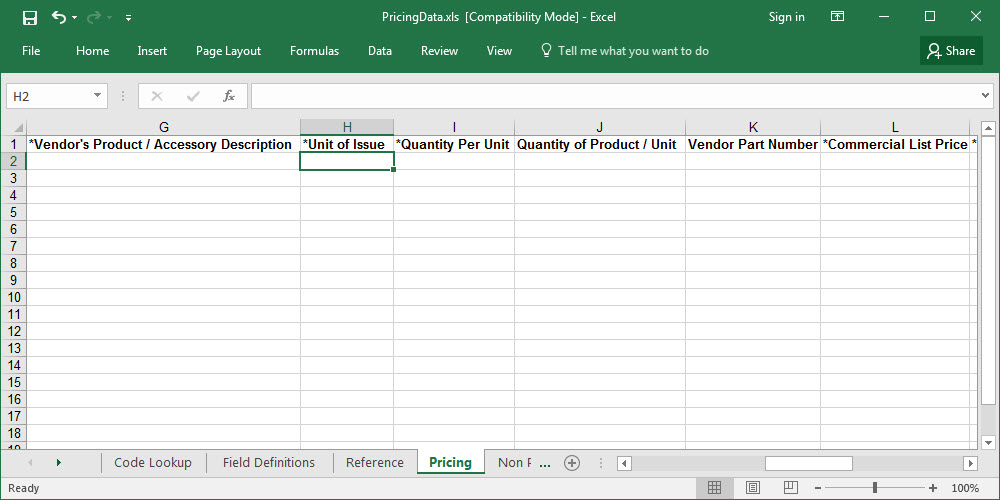 PricingData.xls [Compatibility Mode] - Excel
Sign in
File Home Insert Page Layout Formulas Data Review View Tell me what you want to do Share
H2 fx
G H I J K L
1 *Vendor's Product / Accessory Description *Unit of Issue *Quantity Per Unit Quantity of Product / Unit Vendor Part Number *Commercial List Price *
2
3
4
5
6
7
8
9
10
11
12
13
14
15
16
17
18
19
Code Lookup Field Definitions Reference Pricing Non ...
Ready 100%